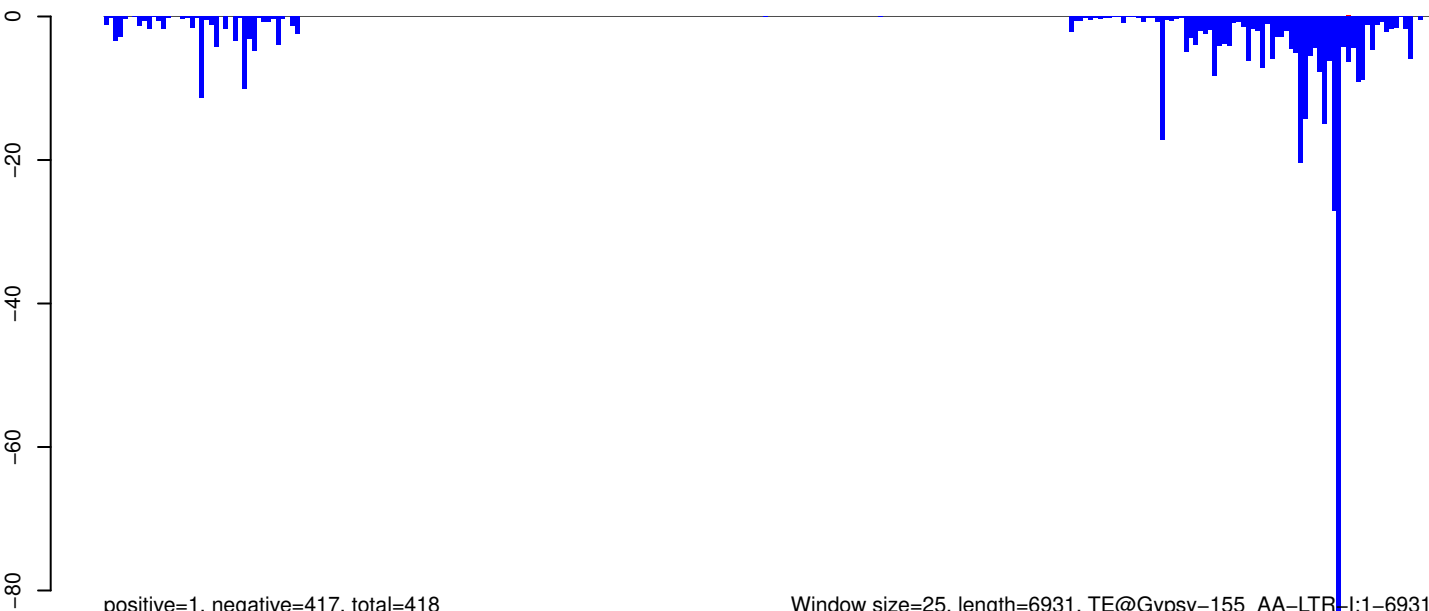 0
−20
−40
−60
−80
positive=1, negative=417, total=418
Window size=25, length=6931, TE@Gypsy−155_AA−LTR−I:1−6931